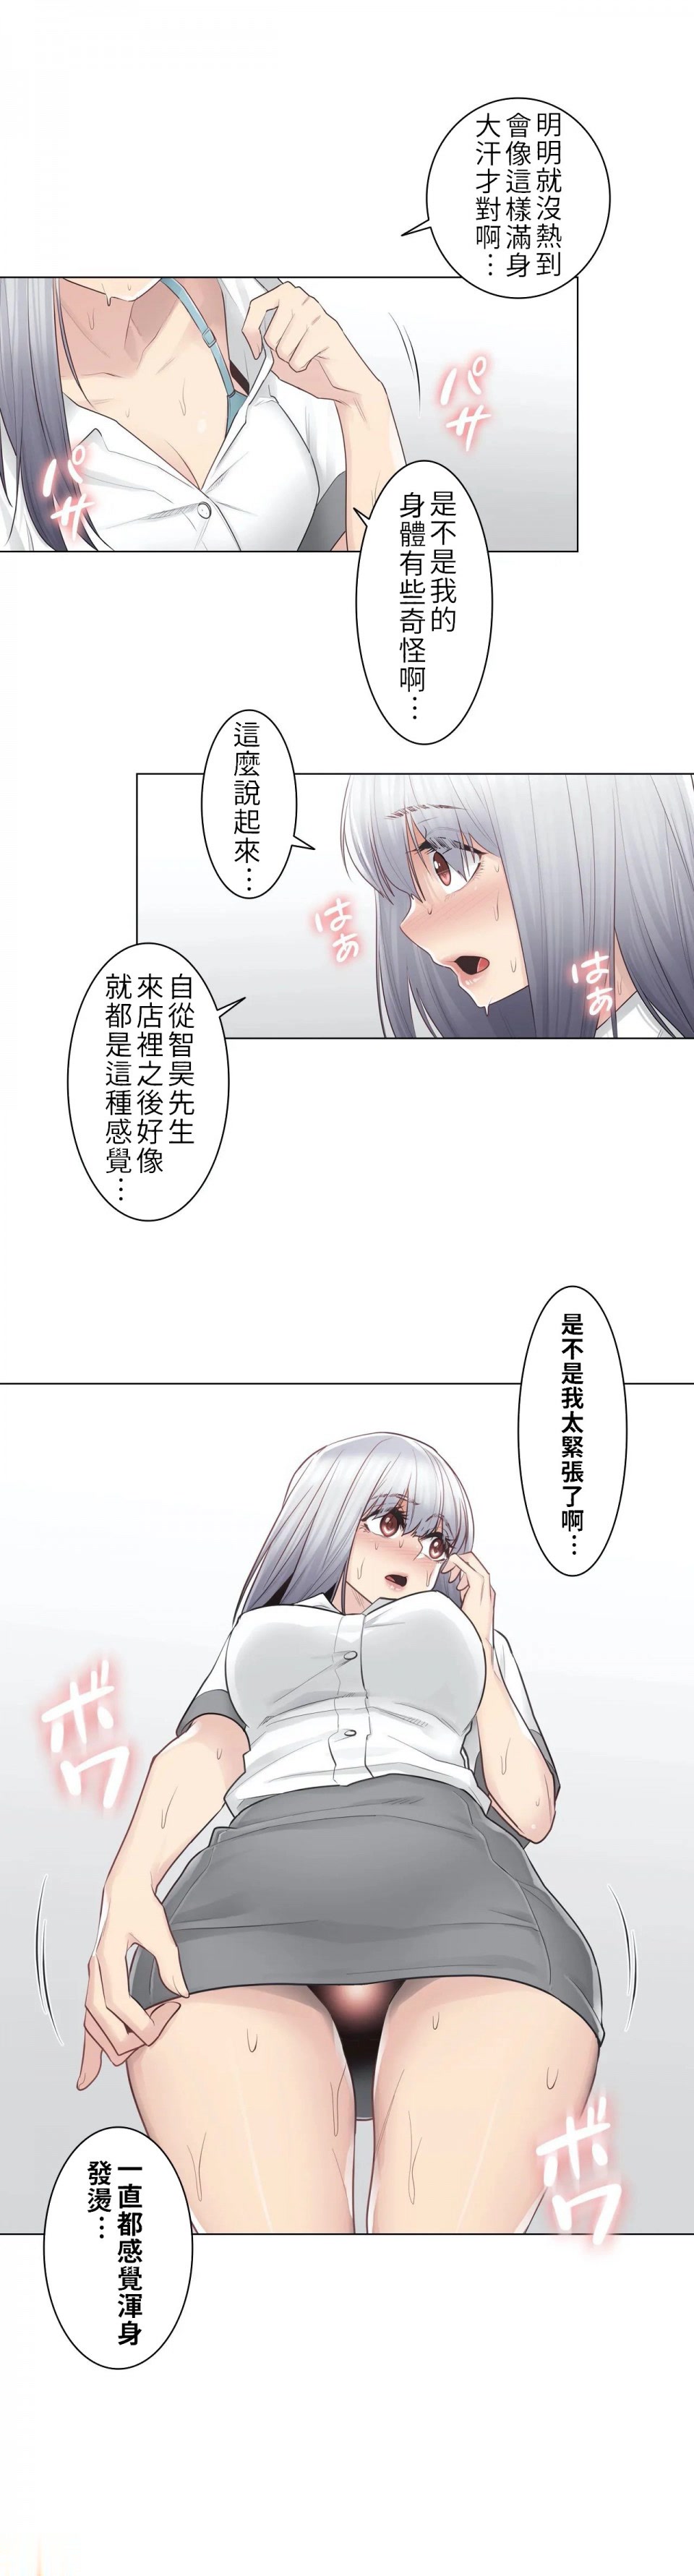 明明就沒熱到
會像這樣滿身
大汗才對啊…
パサ
パサ
是不是我的
身體有些奇怪啊…
這麼說起來…
はぁ
はぁ
自從智昊先生
來店裡之後好像
就都是這種感覺…
是不是我太緊張了啊…
ボワ
ボワ
一直都感覺渾身
發燙…